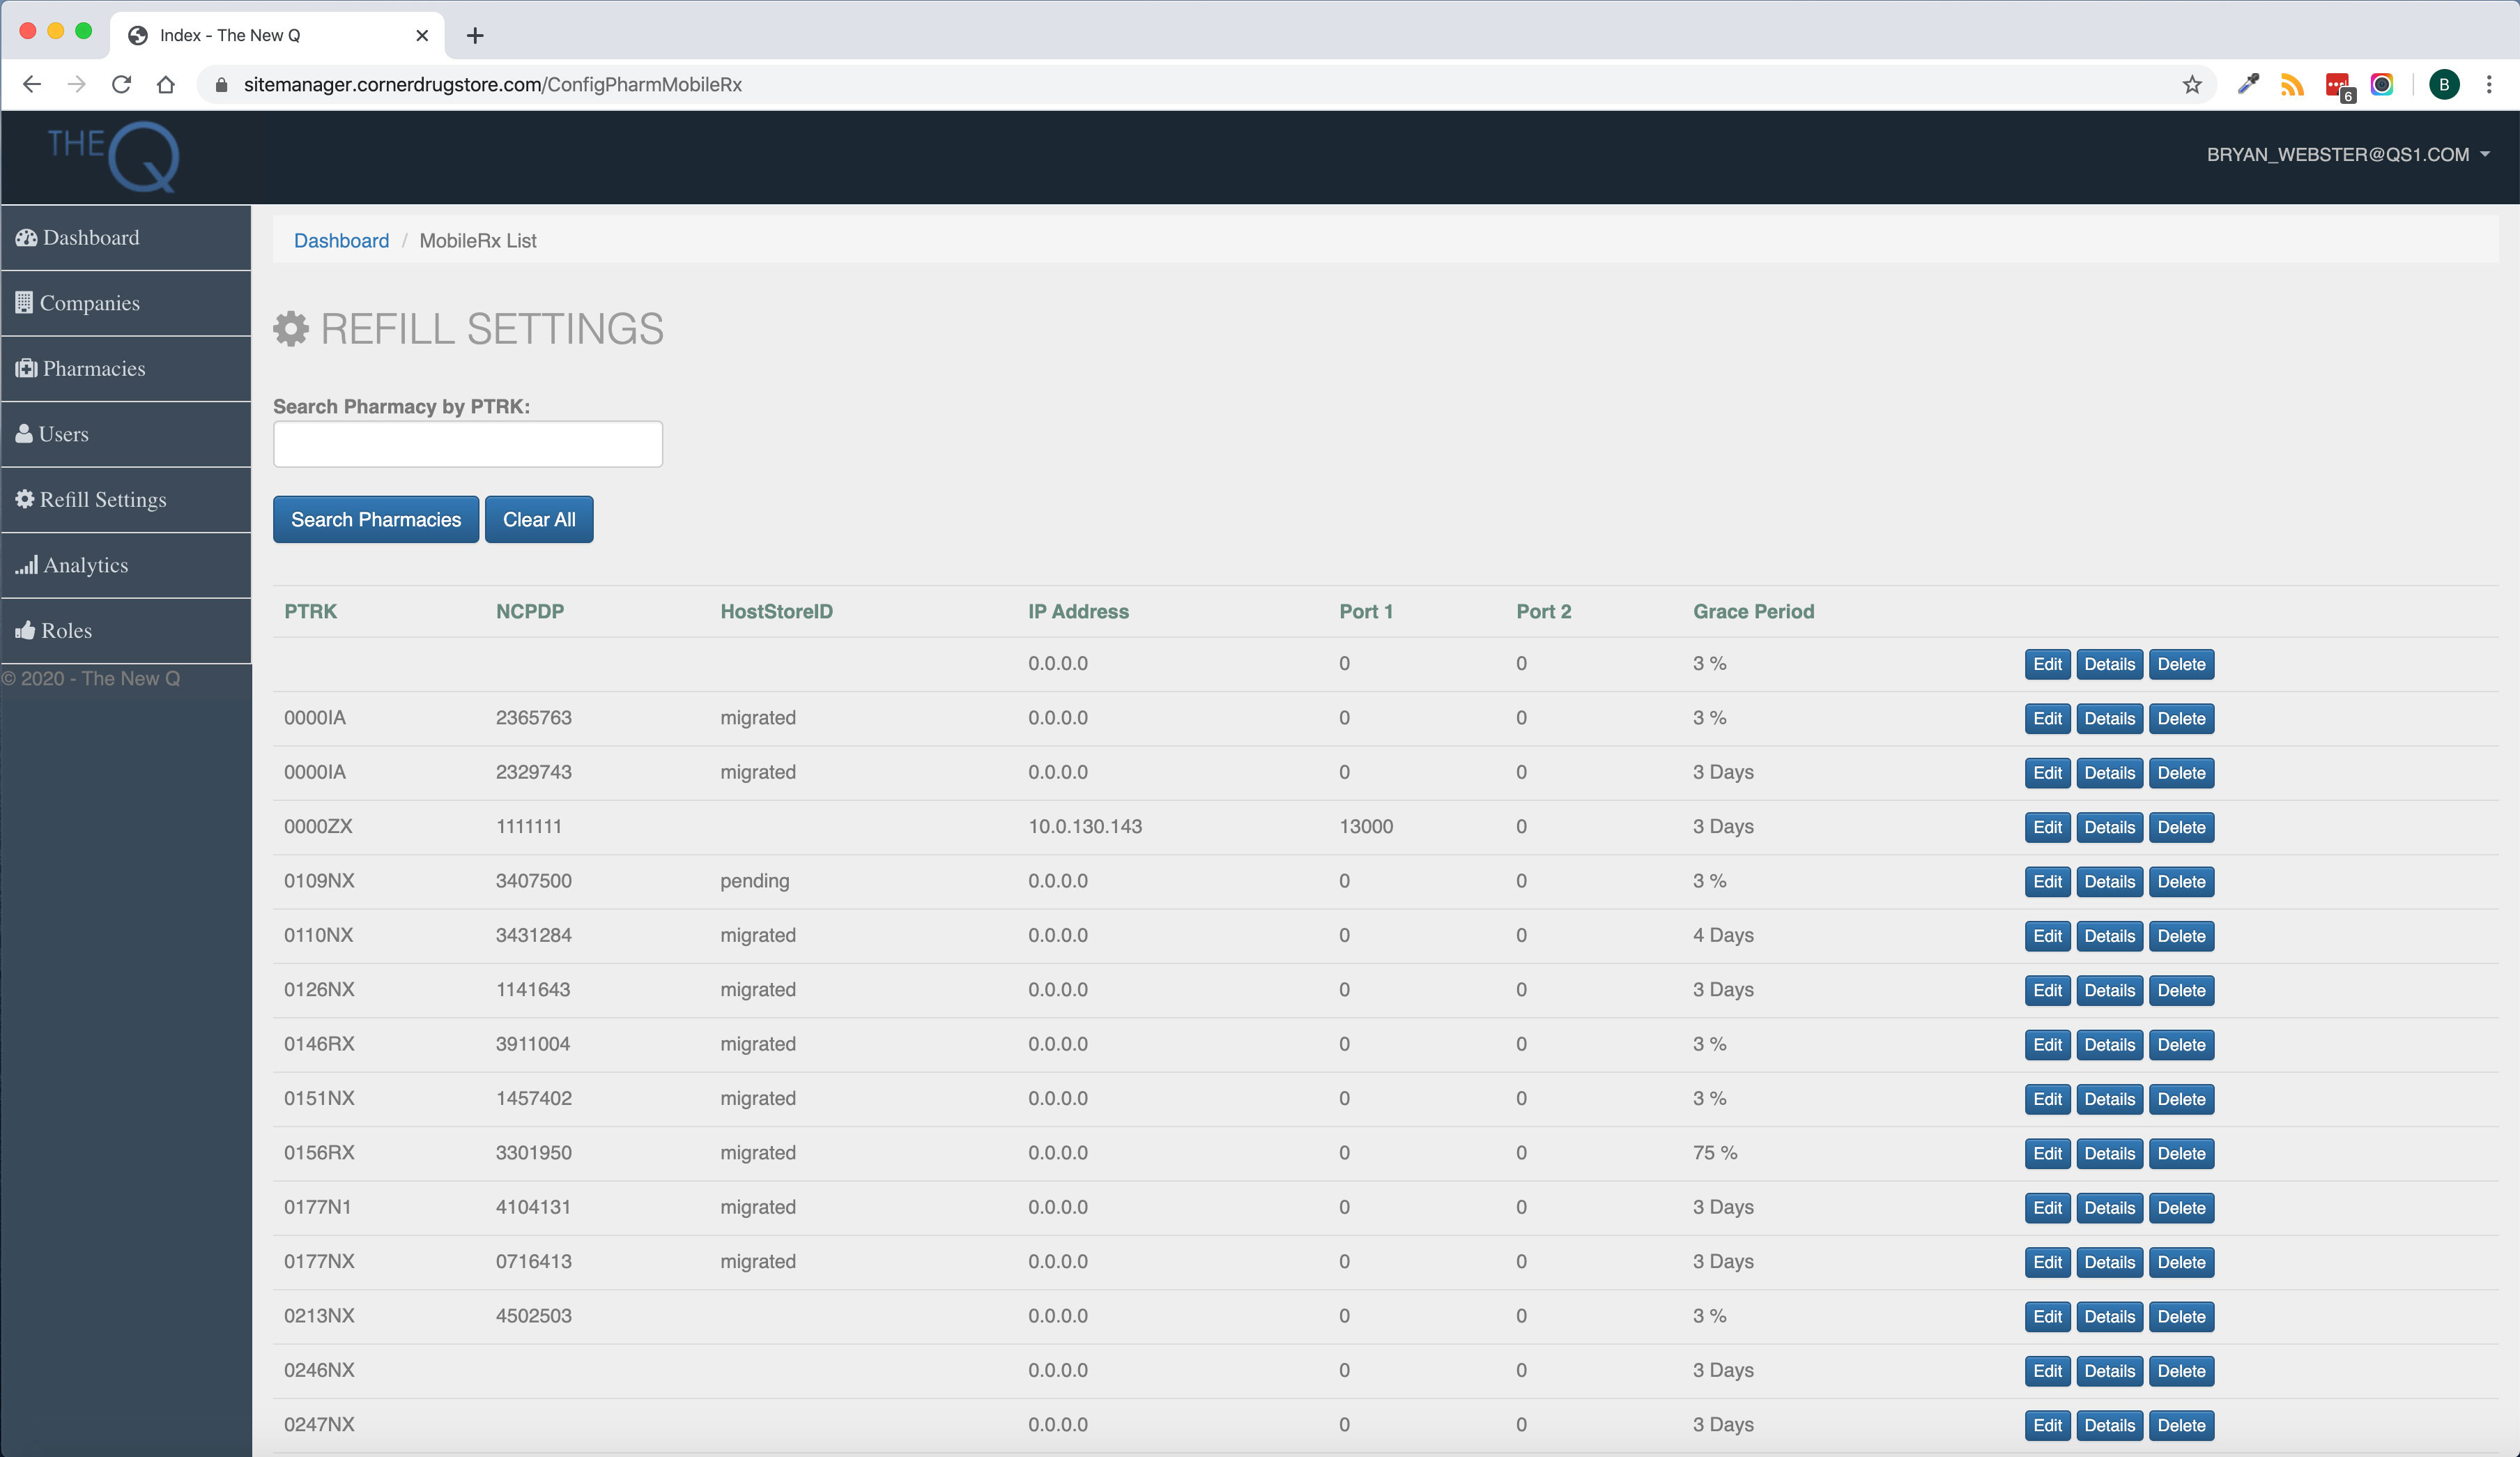 Index - The New Q
sitemanager.cornerdrugstore.com/ConfigPharmMobileRx
6
B
THE Q
BRYAN_WEBSTER@QS1.COM
Dashboard
Companies
Pharmacies
Users
Refill Settings
Analytics
Roles
© 2020 - The New Q
Dashboard / MobileRx List
REFILL SETTINGS
Search Pharmacy by PTRK:
Search Pharmacies Clear All
PTRK NCPDP HostStoreID IP Address Port 1 Port 2 Grace Period
0.0.0.0 0 0 3 % Edit Details Delete
0000IA 2365763 migrated 0.0.0.0 0 0 3 % Edit Details Delete
0000IA 2329743 migrated 0.0.0.0 0 0 3 Days Edit Details Delete
0000ZX 1111111 10.0.130.143 13000 0 3 Days Edit Details Delete
0109NX 3407500 pending 0.0.0.0 0 0 3 % Edit Details Delete
0110NX 3431284 migrated 0.0.0.0 0 0 4 Days Edit Details Delete
0126NX 1141643 migrated 0.0.0.0 0 0 3 Days Edit Details Delete
0146RX 3911004 migrated 0.0.0.0 0 0 3 % Edit Details Delete
0151NX 1457402 migrated 0.0.0.0 0 0 3 % Edit Details Delete
0156RX 3301950 migrated 0.0.0.0 0 0 75 % Edit Details Delete
0177N1 4104131 migrated 0.0.0.0 0 0 3 Days Edit Details Delete
0177NX 0716413 migrated 0.0.0.0 0 0 3 Days Edit Details Delete
0213NX 4502503 0.0.0.0 0 0 3 % Edit Details Delete
0246NX 0.0.0.0 0 0 3 Days Edit Details Delete
0247NX 0.0.0.0 0 0 3 Days Edit Details Delete